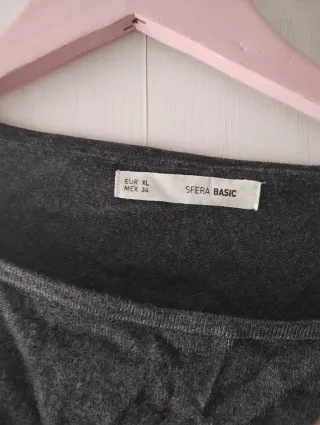 EUR XL
MEX 34
SFERA BASIC